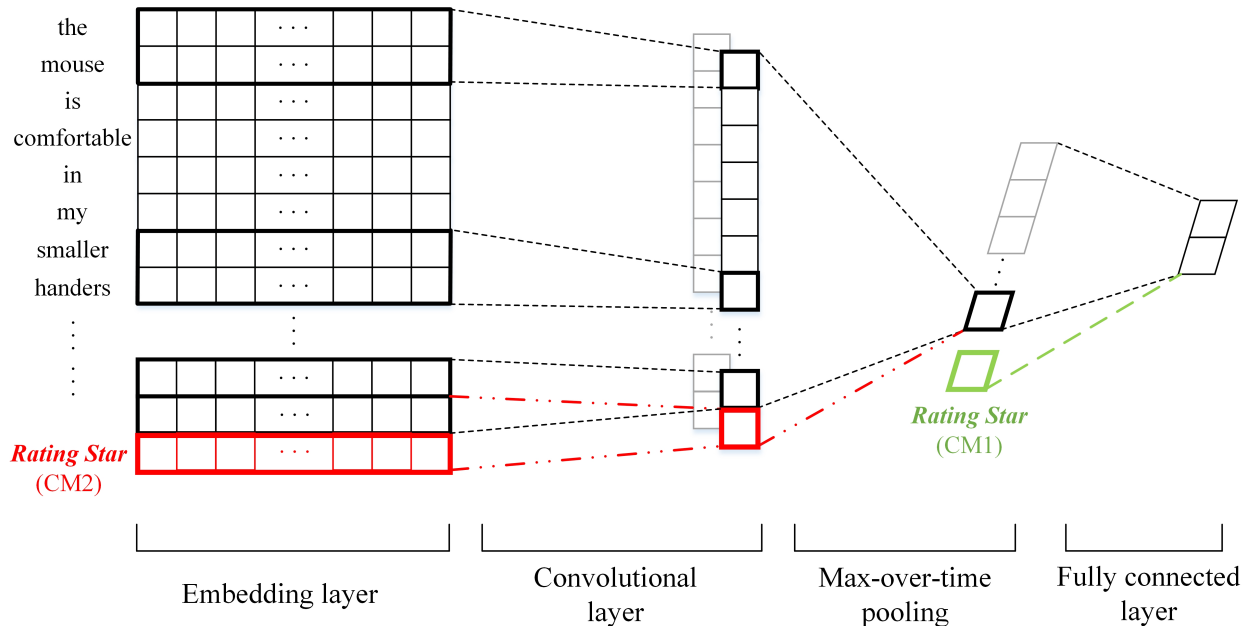 the
mouse
is
comfortable
in
my
smaller
handers
Rating Star
(CM2)
Rating Star
(CM1)
Embedding layer
Convolutional
layer
Max-over-time
pooling
Fully connected
layer